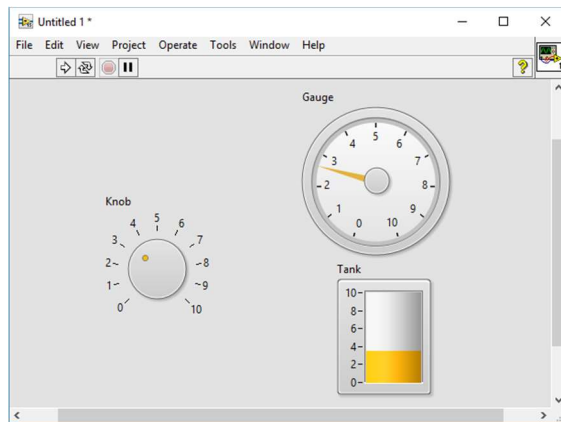 Untitled 1 *
File Edit View Project Operate Tools Window Help
?
1
Gauge
0 1 2 3 4 5 6 7 8 9 10
Knob
0 1 2 3 4 5 6 7 8 9 10
Tank
10
8
6
4
2
0